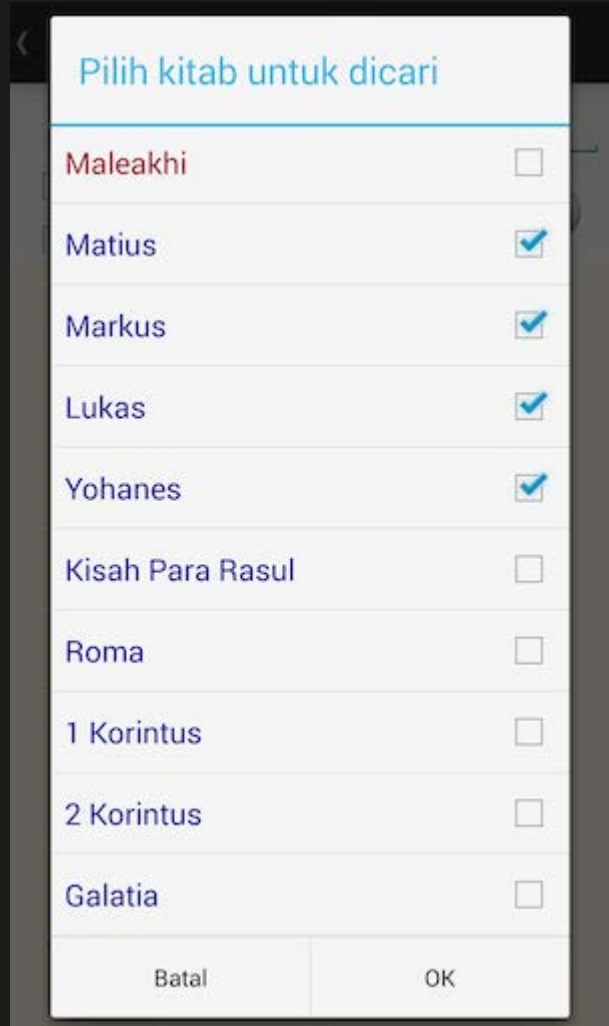 Pilih kitab untuk dicari
Maleakhi
Matius
Markus
Lukas
Yohanes
Kisah Para Rasul
Roma
1 Korintus
2 Korintus
Galatia
Batal OK